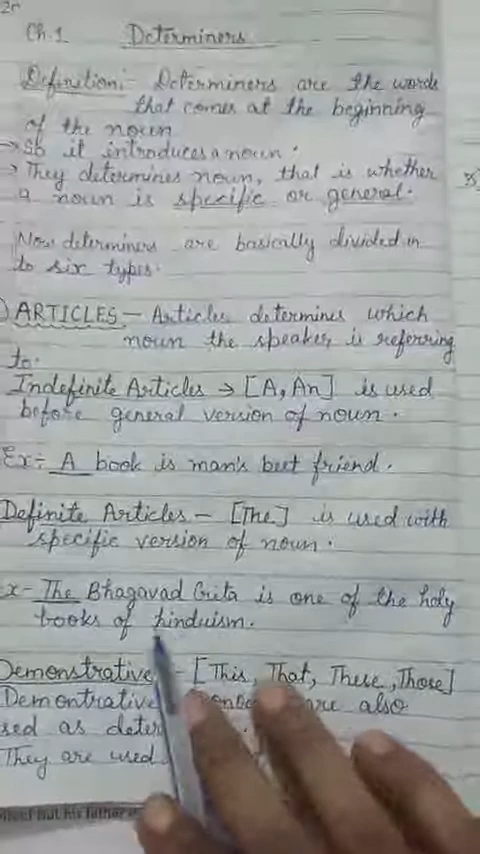 Ch.1 Determiners
Definition:- Determiners are the words
that comes at the beginning
of the noun
→ So it introduces a noun.
→ They determines noun, that is whether
a noun is specific or general.
Now determiners are basically divided in
to six types.
) ARTICLES - Articles determines which
noun the speaker is referring
to.
Indefinite Articles → [A, An] is used
before general version of noun.
Ex:- A book is man's best friend.
Definite Articles - [The] is used with
specific version of noun.
x- The Bhagavad Gita is one of the holy
books of hinduism.
Demonstrative - [This, That, These, Those]
Demontrative are also
sed as deter
They are used
but his father